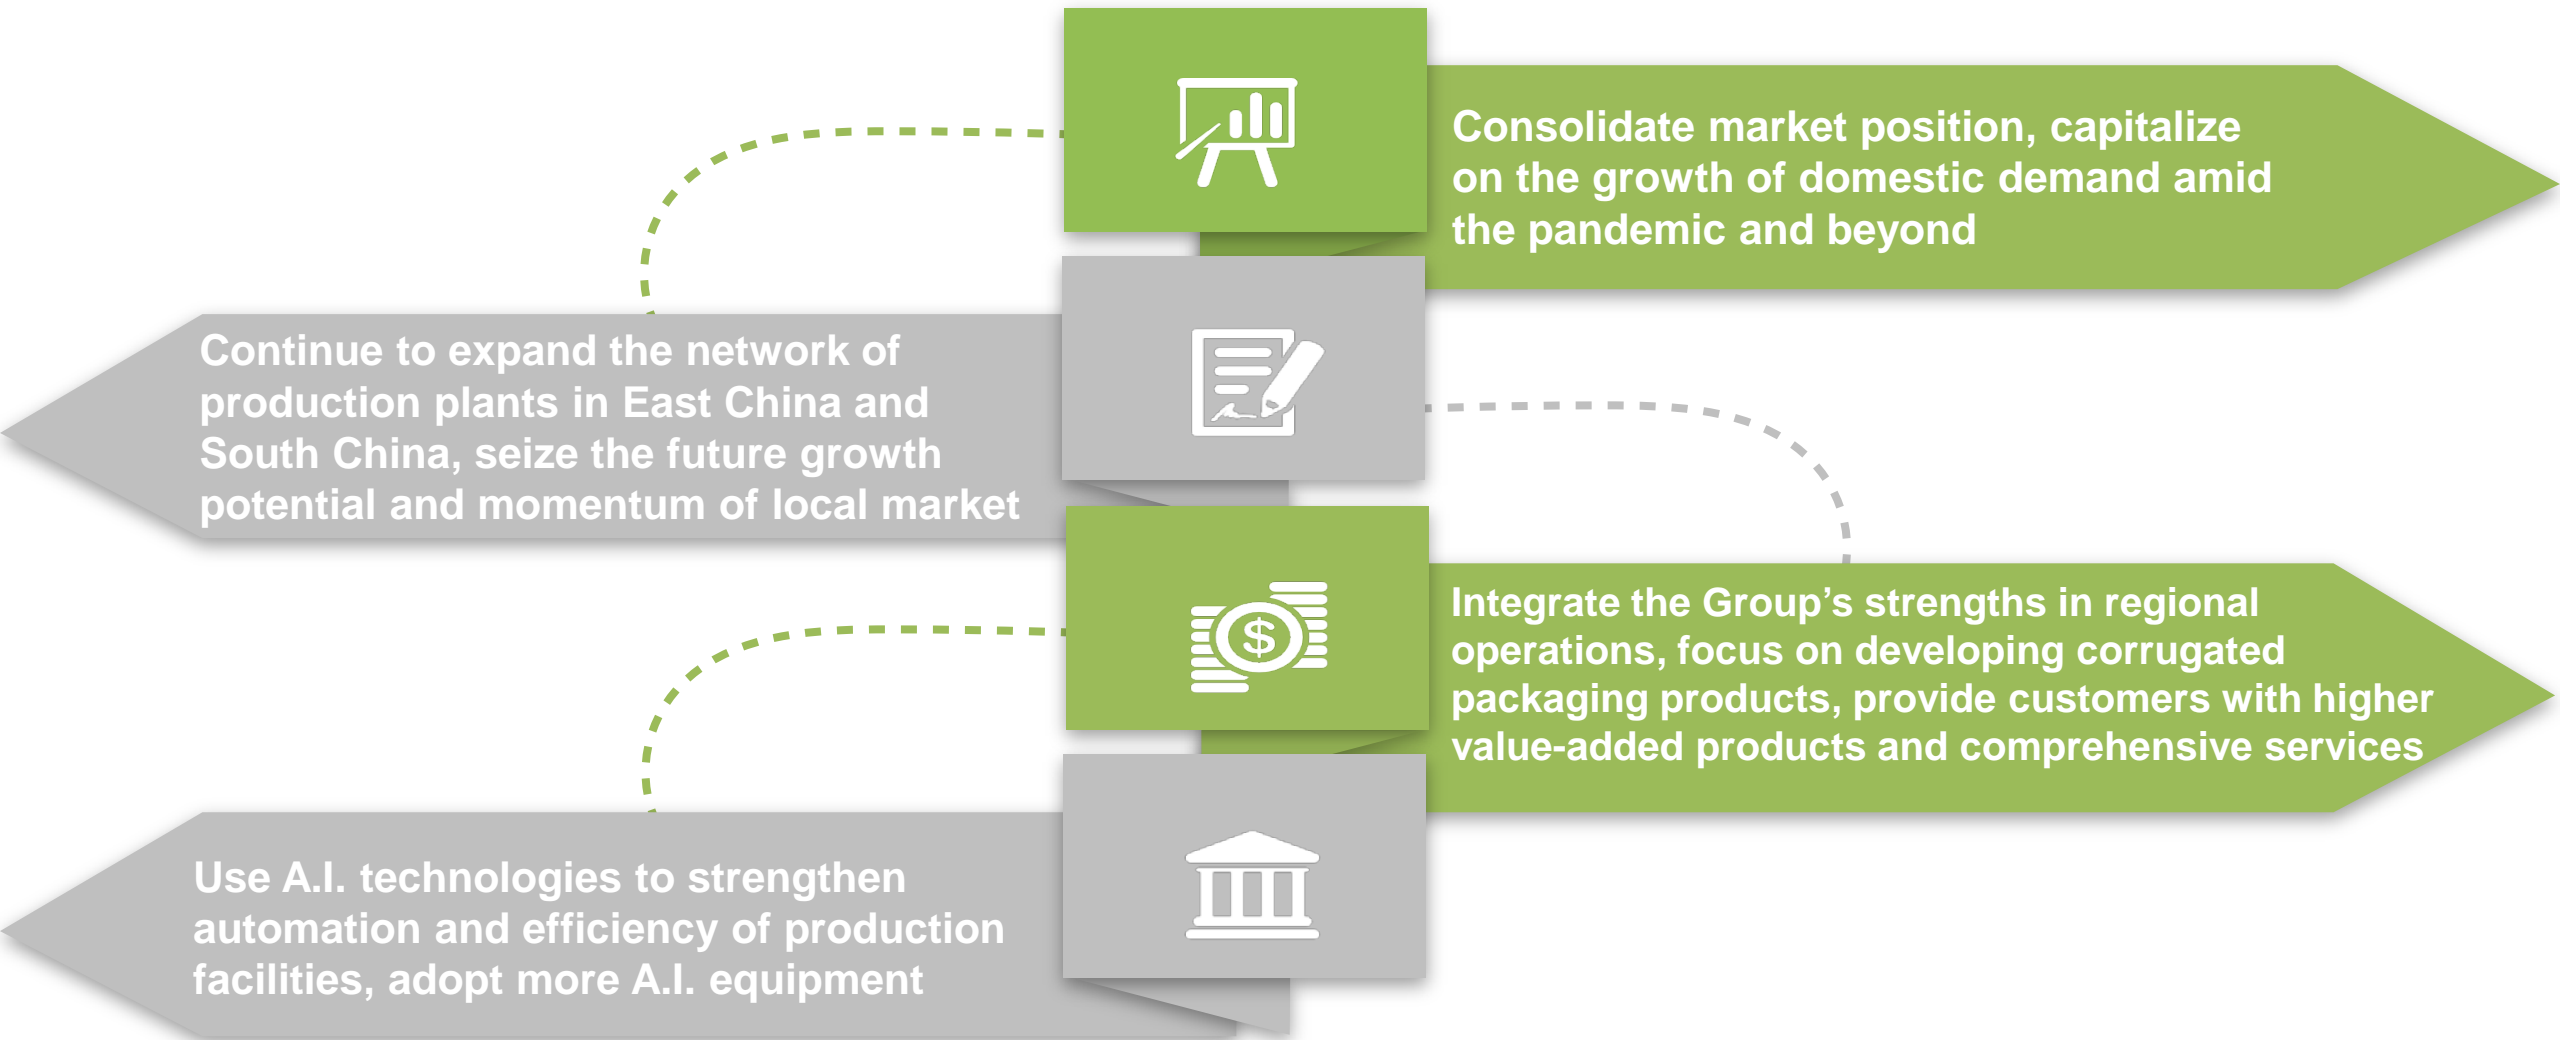 Consolidate market position, capitalize
on the growth of domestic demand amid
the pandemic and beyond
Continue to expand the network of
production plants in East China and
South China, seize the future growth
potential and momentum of local market
$
Integrate the Group’s strengths in regional
operations, focus on developing corrugated
packaging products, provide customers with higher
value-added products and comprehensive services
Use A.I. technologies to strengthen
automation and efficiency of production
facilities, adopt more A.I. equipment